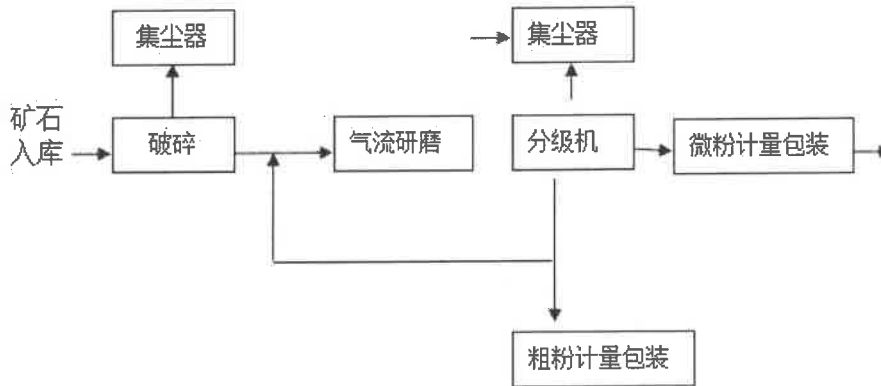 集尘器
集尘器
矿石
入库
破碎
气流研磨
分级机
微粉计量包装
粗粉计量包装